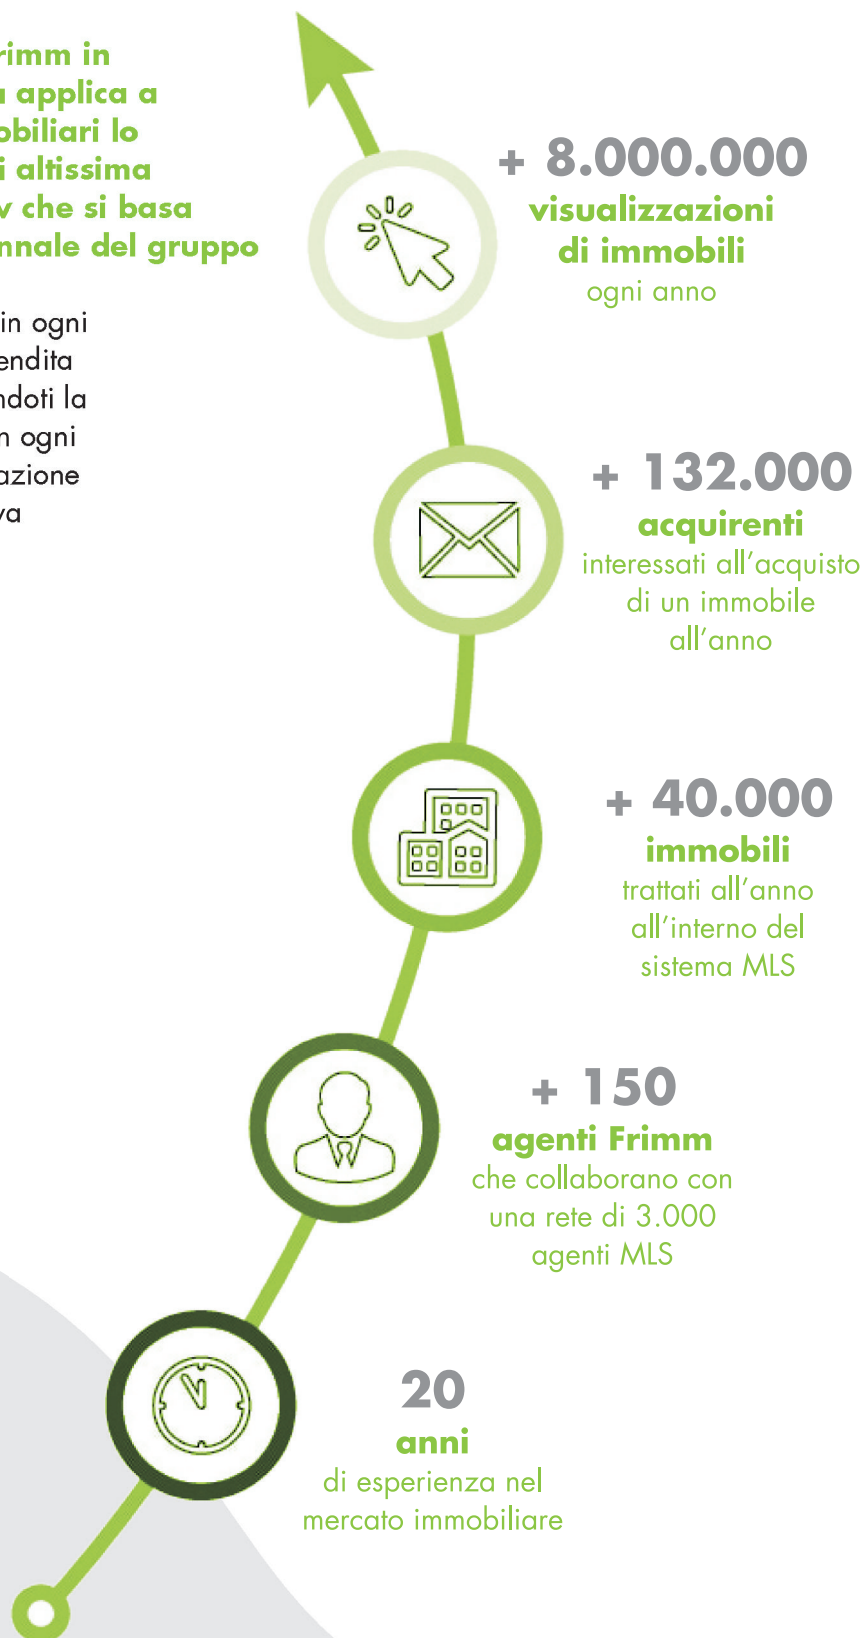 rimm in
applica a
obiliari lo
i altissima
v che si basa
nnale del gruppo
in ogni
endita
ndoti la
n ogni
azione
va
+ 8.000.000
visualizzazioni
di immobili
ogni anno
+ 132.000
acquirenti
interessati all'acquisto
di un immobile
all'anno
+ 40.000
immobili
trattati all'anno
all'interno del
sistema MLS
+ 150
agenti Frimm
che collaborano con
una rete di 3.000
agenti MLS
20
anni
di esperienza nel
mercato immobiliare